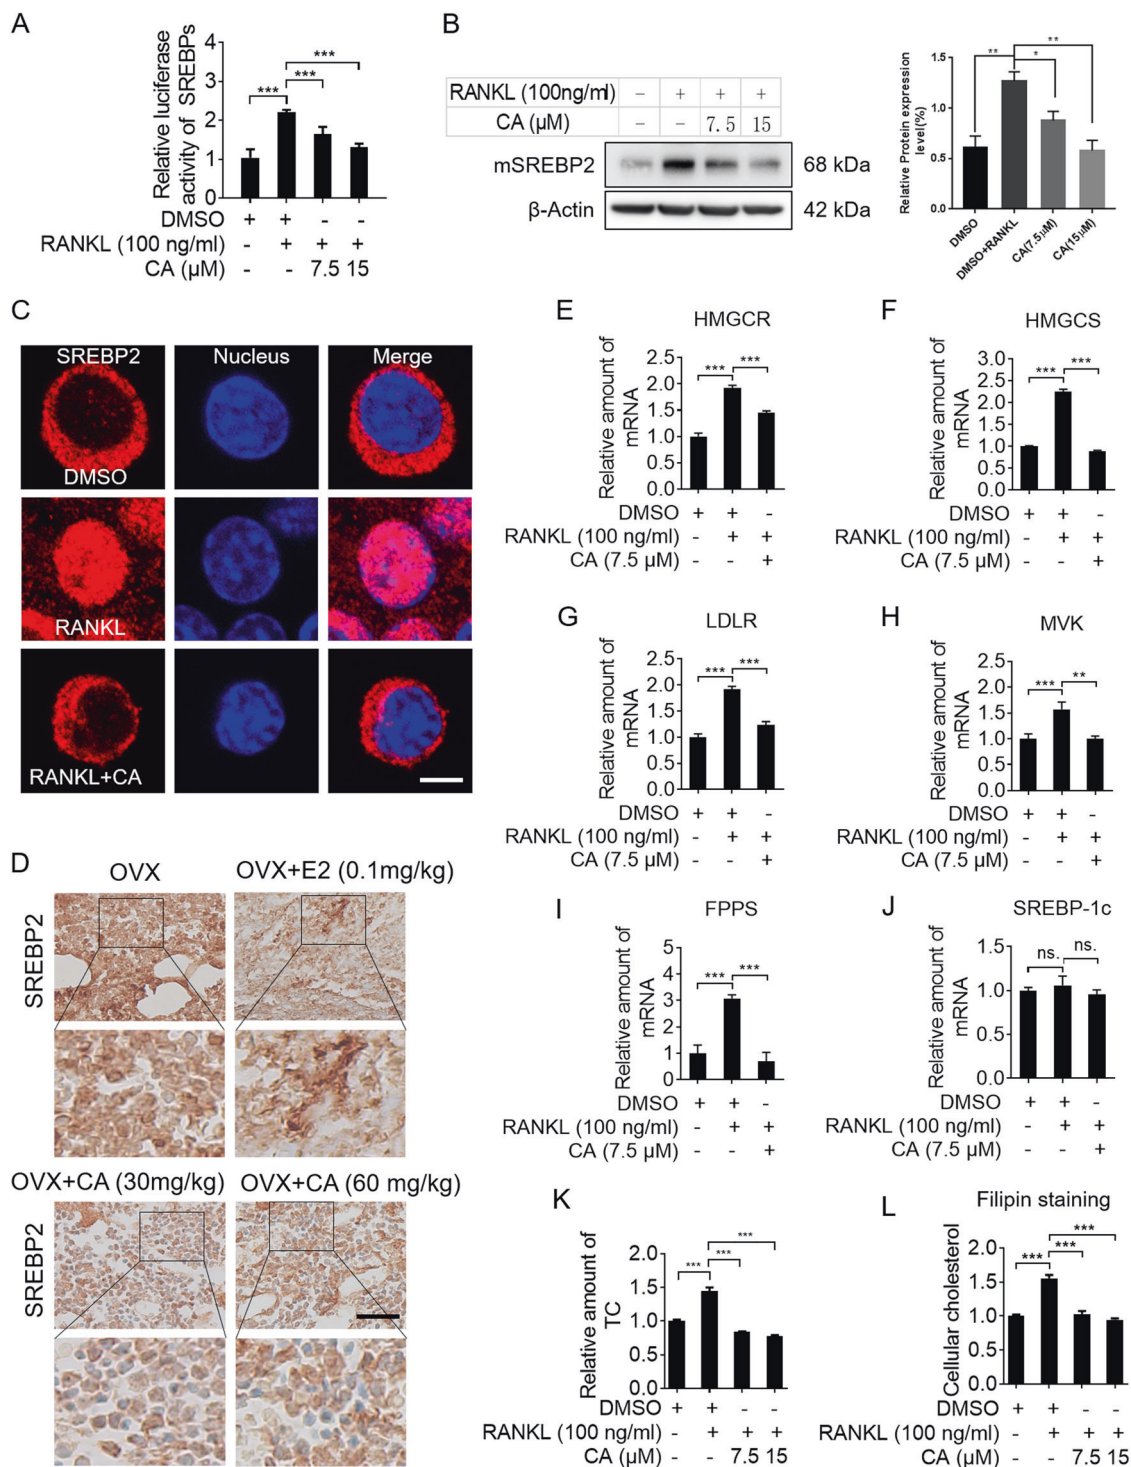 A
Relative luciferase
activity of SREBPs
4
3
2
1
0
***
***
***
DMSO + + - -
RANKL (100 ng/ml) - + + +
CA (µM) - - 7.5 15
B
RANKL (100ng/ml) − + + +
CA (µM) − − 7.5 15
mSREBP2 68 kDa
β-Actin 42 kDa
Relative Protein expression
level(%)
1.5
1.0
0.5
0.0
**
*
**
DMSO
DMSO+RANKL
CA(7.5µM)
CA(15µM)
C
SREBP2 Nucleus Merge
DMSO
RANKL
RANKL+CA
D
OVX OVX+E2 (0.1mg/kg)
SREBP2
OVX+CA (30mg/kg) OVX+CA (60 mg/kg)
SREBP2
E
HMGCR
Relative amount of
mRNA
2.5
2.0
1.5
1.0
0.5
0.0
*** ***
DMSO + + -
RANKL (100 ng/ml) - + +
CA (7.5 µM) - - +
F
HMGCS
Relative amount of
mRNA
3.0
2.5
2.0
1.5
1.0
0.5
0.0
*** ***
DMSO + + -
RANKL (100 ng/ml) - + +
CA (7.5 µM) - - +
G
LDLR
Relative amount of
mRNA
2.5
2.0
1.5
1.0
0.5
0.0
*** ***
DMSO + + -
RANKL (100 ng/ml) - + +
CA (7.5 µM) - - +
H
MVK
Relative amount of
mRNA
2.5
2.0
1.5
1.0
0.5
0.0
*** **
DMSO + + -
RANKL (100 ng/ml) - + +
CA (7.5 µM) - - +
I
FPPS
Relative amount of
mRNA
5
4
3
2
1
0
*** ***
DMSO + + -
RANKL (100 ng/ml) - + +
CA (7.5 µM) - - +
J
SREBP-1c
Relative amount of
mRNA
1.5
1.0
0.5
0.0
ns. ns.
DMSO + + -
RANKL (100 ng/ml) - + +
CA (7.5 µM) - - +
K
Relative amount of
TC
2.0
1.5
1.0
0.5
0.0
***
***
***
DMSO + + - -
RANKL (100 ng/ml) - + + +
CA (µM) - - 7.5 15
L
Filipin staining
Cellular cholesterol
2.0
1.5
1.0
0.5
0.0
***
***
***
DMSO + + - -
RANKL (100 ng/ml) - + + +
CA (µM) - - 7.5 15